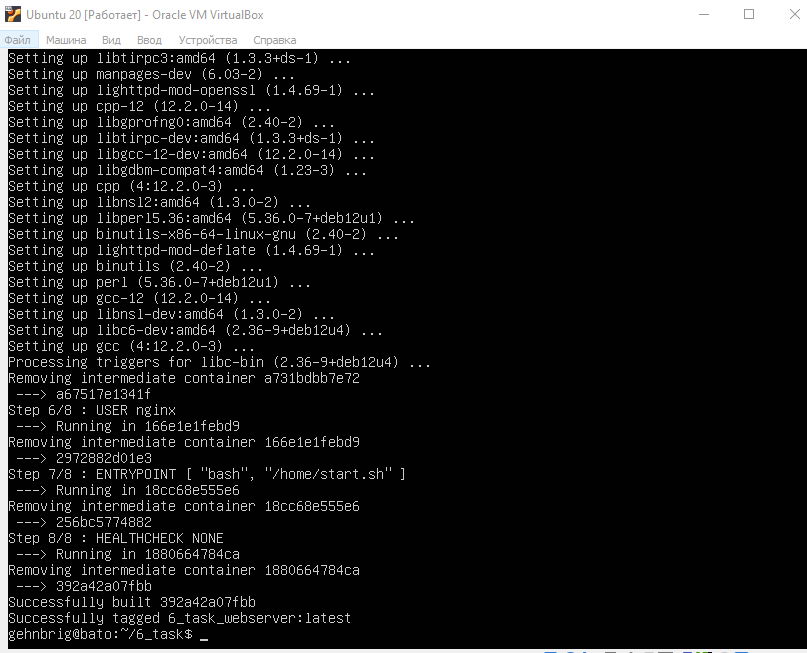 Ubuntu 20 [Работает] - Oracle VM VirtualBox
Файл Машина Вид Ввод Устройства Справка
Setting up libtirpc3:amd64 (1.3.3+ds-1) ...
Setting up manpages-dev (6.03-2) ...
Setting up lighttpd-mod-openssl (1.4.69-1) ...
Setting up cpp-12 (12.2.0-14) ...
Setting up libgprofng0:amd64 (2.40-2) ...
Setting up libtirpc-dev:amd64 (1.3.3+ds-1) ...
Setting up libgcc-12-dev:amd64 (12.2.0-14) ...
Setting up libgdbm-compat4:amd64 (1.23-3) ...
Setting up cpp (4:12.2.0-3) ...
Setting up libnsl2:amd64 (1.3.0-2) ...
Setting up libperl5.36:amd64 (5.36.0-7+deb12u1) ...
Setting up binutils-x86-64-linux-gnu (2.40-2) ...
Setting up lighttpd-mod-deflate (1.4.69-1) ...
Setting up binutils (2.40-2) ...
Setting up perl (5.36.0-7+deb12u1) ...
Setting up gcc-12 (12.2.0-14) ...
Setting up libnsl-dev:amd64 (1.3.0-2) ...
Setting up libc6-dev:amd64 (2.36-9+deb12u4) ...
Setting up gcc (4:12.2.0-3) ...
Processing triggers for libc-bin (2.36-9+deb12u4) ...
Removing intermediate container a731bdbb7e72
 ---> a67517e1341f
Step 6/8 : USER nginx
 ---> Running in 166e1e1febd9
Removing intermediate container 166e1e1febd9
 ---> 2972882d01e3
Step 7/8 : ENTRYPOINT [ "bash", "/home/start.sh" ]
 ---> Running in 18cc68e555e6
Removing intermediate container 18cc68e555e6
 ---> 256bc5774882
Step 8/8 : HEALTHCHECK NONE
 ---> Running in 1880664784ca
Removing intermediate container 1880664784ca
 ---> 392a42a07fbb
Successfully built 392a42a07fbb
Successfully tagged 6_task_webserver:latest
gehnbrig@bato:~/6_task$ _